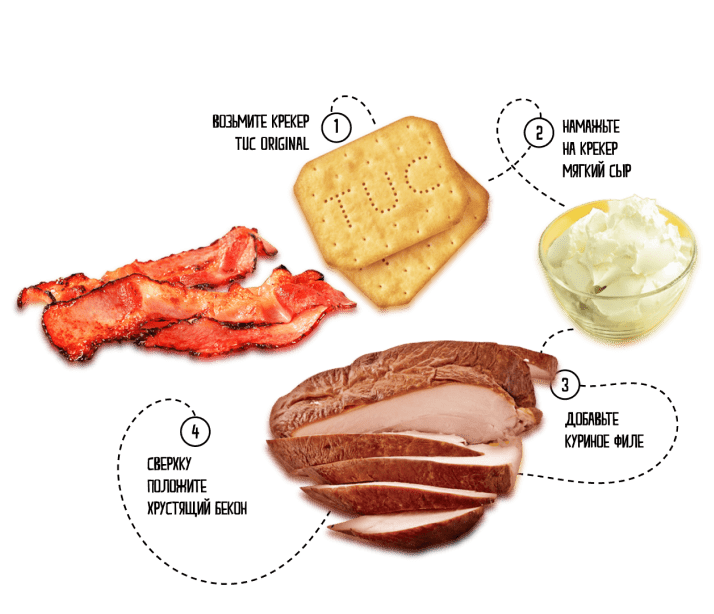 1
ВОЗЬМИТЕ КРЕКЕР
TUC ORIGINAL
TUC
2
НАМАЖЬТЕ
НА КРЕКЕР
МЯГКИЙ СЫР
3
ДОБАВЬТЕ
КУРИНОЕ ФИЛЕ
4
СВЕРХУ
ПОЛОЖИТЕ
ХРУСТЯЩИЙ БЕКОН